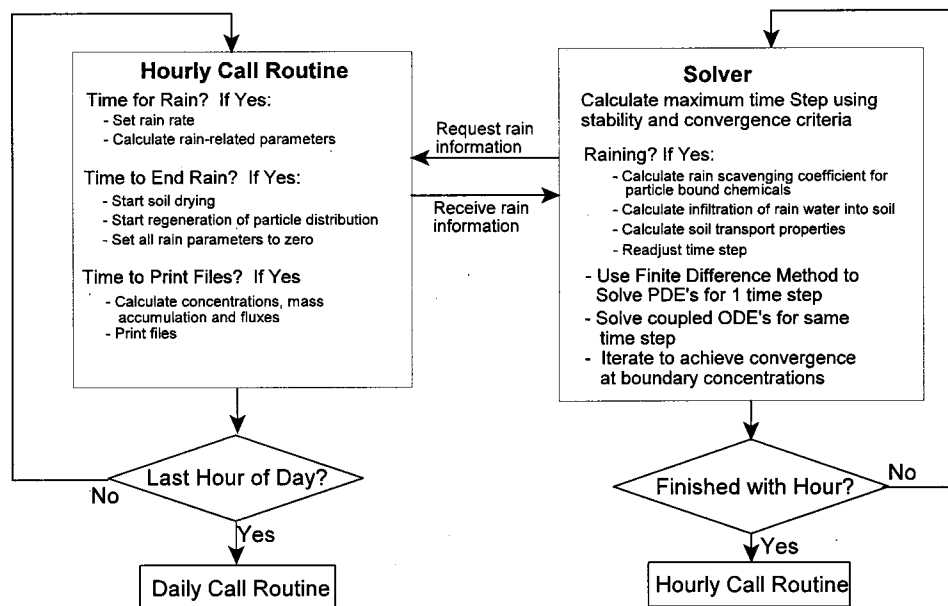 Hourly Call Routine
Time for Rain? If Yes:
- Set rain rate
- Calculate rain-related parameters
Time to End Rain? If Yes:
- Start soil drying
- Start regeneration of particle distribution
- Set all rain parameters to zero
Time to Print Files? If Yes
- Calculate concentrations, mass
accumulation and fluxes
- Print files
Request rain
information
Receive rain
information
Solver
Calculate maximum time Step using
stability and convergence criteria
Raining? If Yes:
- Calculate rain scavenging coefficient for
particle bound chemicals
- Calculate infiltration of rain water into soil
- Calculate soil transport properties
- Readjust time step
- Use Finite Difference Method to
Solve PDE's for 1 time step
- Solve coupled ODE's for same
time step
- Iterate to achieve convergence
at boundary concentrations
Last Hour of Day?
No
Yes
Daily Call Routine
Finished with Hour?
No
Yes
Hourly Call Routine